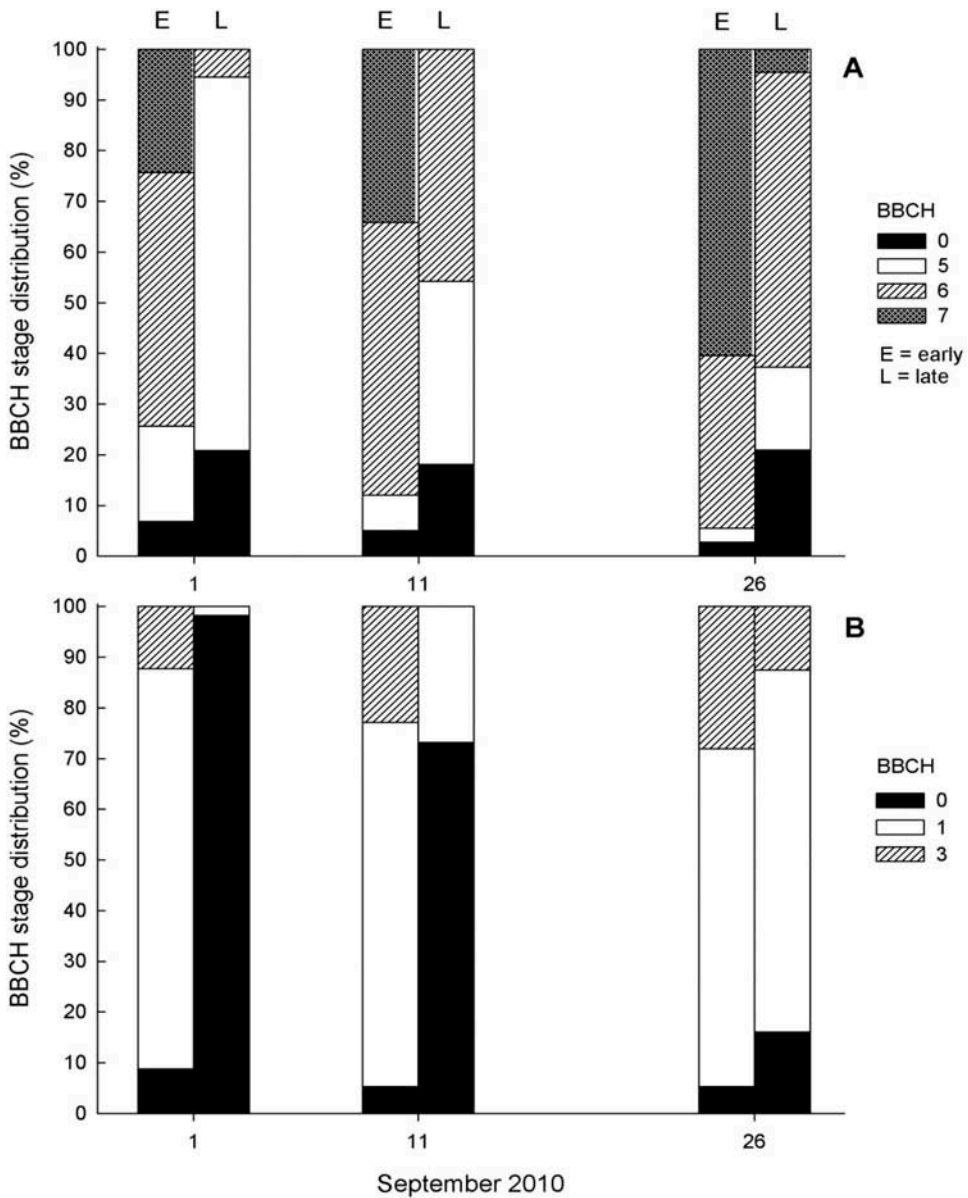 E L E L E L
100
90
80
70
60
50
40
30
20
10
0
BBCH stage distribution (%)
A
BBCH
0
5
6
7
E = early
L = late
1 11 26
100
90
80
70
60
50
40
30
20
10
0
BBCH stage distribution (%)
B
BBCH
0
1
3
1 11 26
September 2010